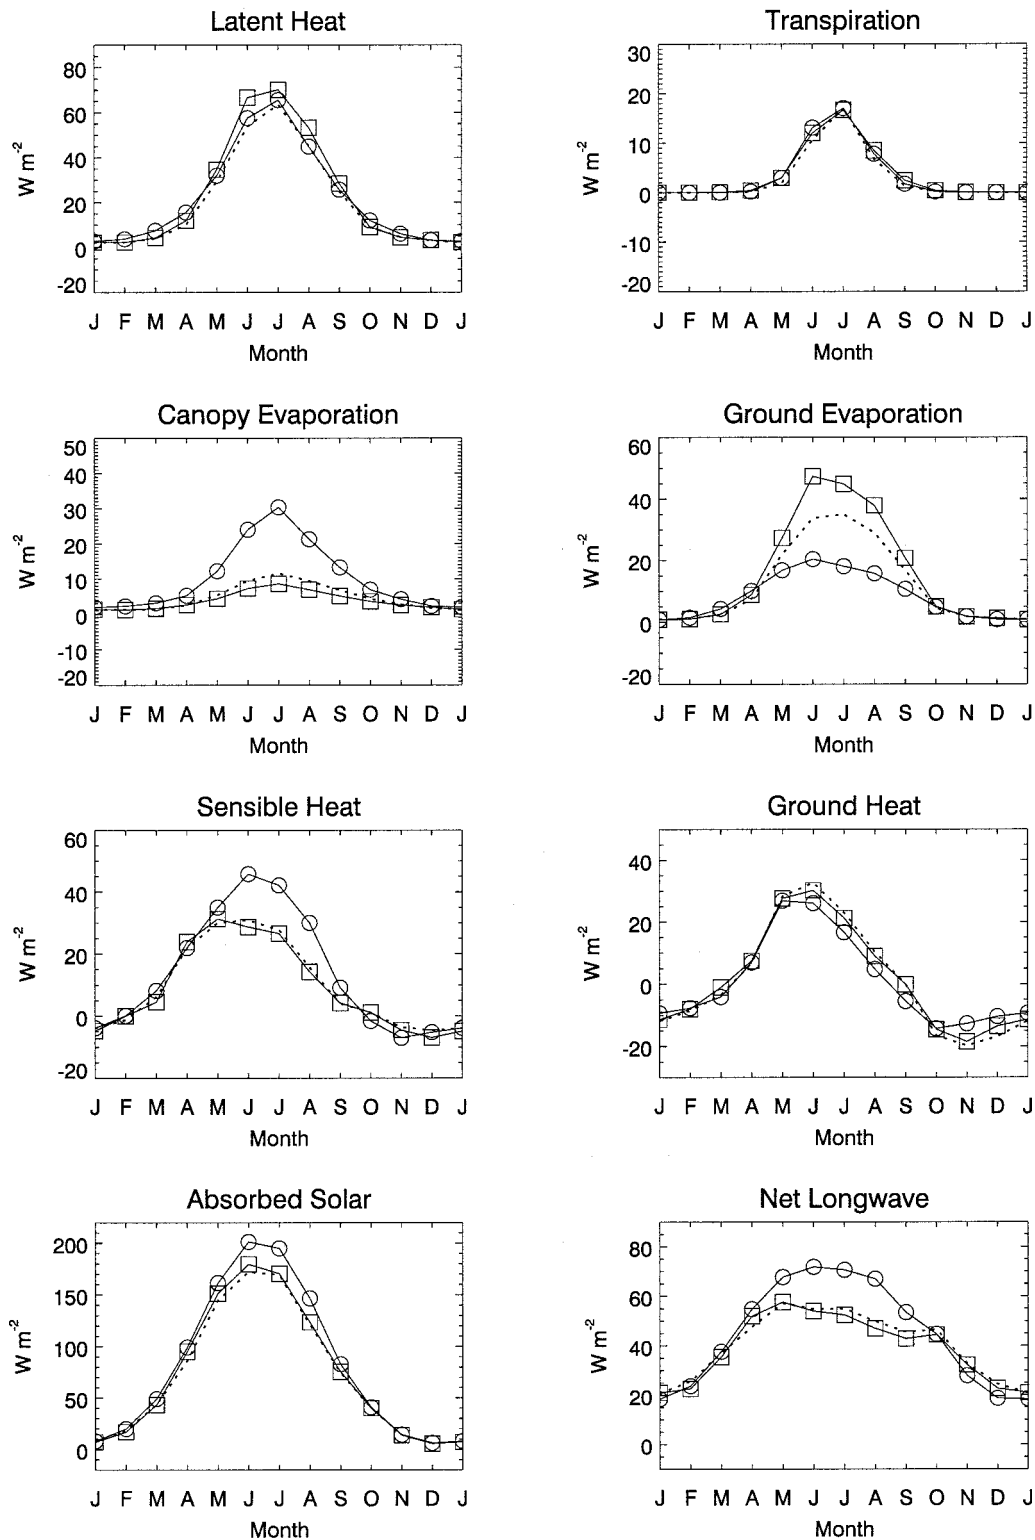 Latent Heat
80
60
40
20
0
-20
W m-2
J F M A M J J A S O N D J
Month
Transpiration
30
20
10
0
-10
-20
W m-2
J F M A M J J A S O N D J
Month
Canopy Evaporation
50
40
30
20
10
0
-10
-20
W m-2
J F M A M J J A S O N D J
Month
Ground Evaporation
60
40
20
0
-20
W m-2
J F M A M J J A S O N D J
Month
Sensible Heat
60
40
20
0
-20
W m-2
J F M A M J J A S O N D J
Month
Ground Heat
40
20
0
-20
W m-2
J F M A M J J A S O N D J
Month
Absorbed Solar
200
150
100
50
0
W m-2
J F M A M J J A S O N D J
Month
Net Longwave
80
60
40
20
0
W m-2
J F M A M J J A S O N D J
Month